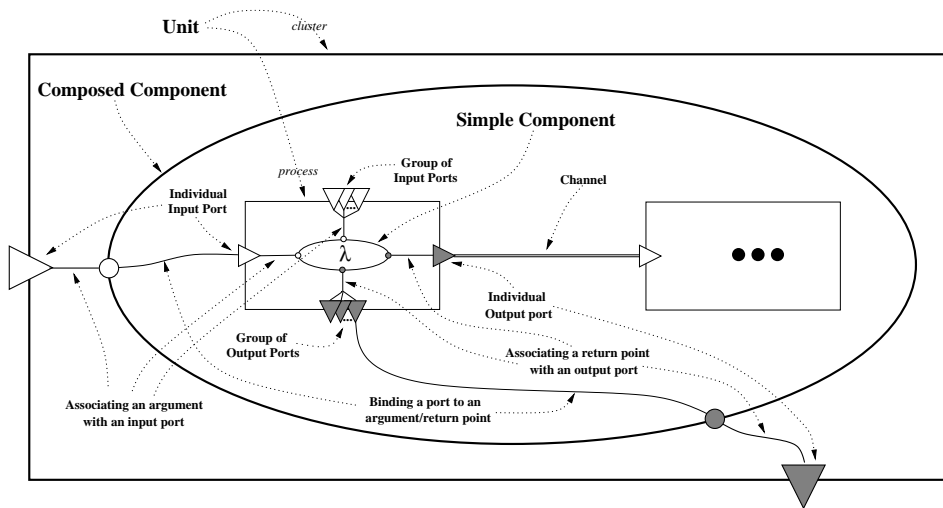 Unit
cluster
Composed Component
Simple Component
process
Group of
Input Ports
Channel
Individual
Input Port
λ
Individual
Output port
Group of
Output Ports
Associating a return point
with an output port
Associating an argument
with an input port
Binding a port to an
argument/return point